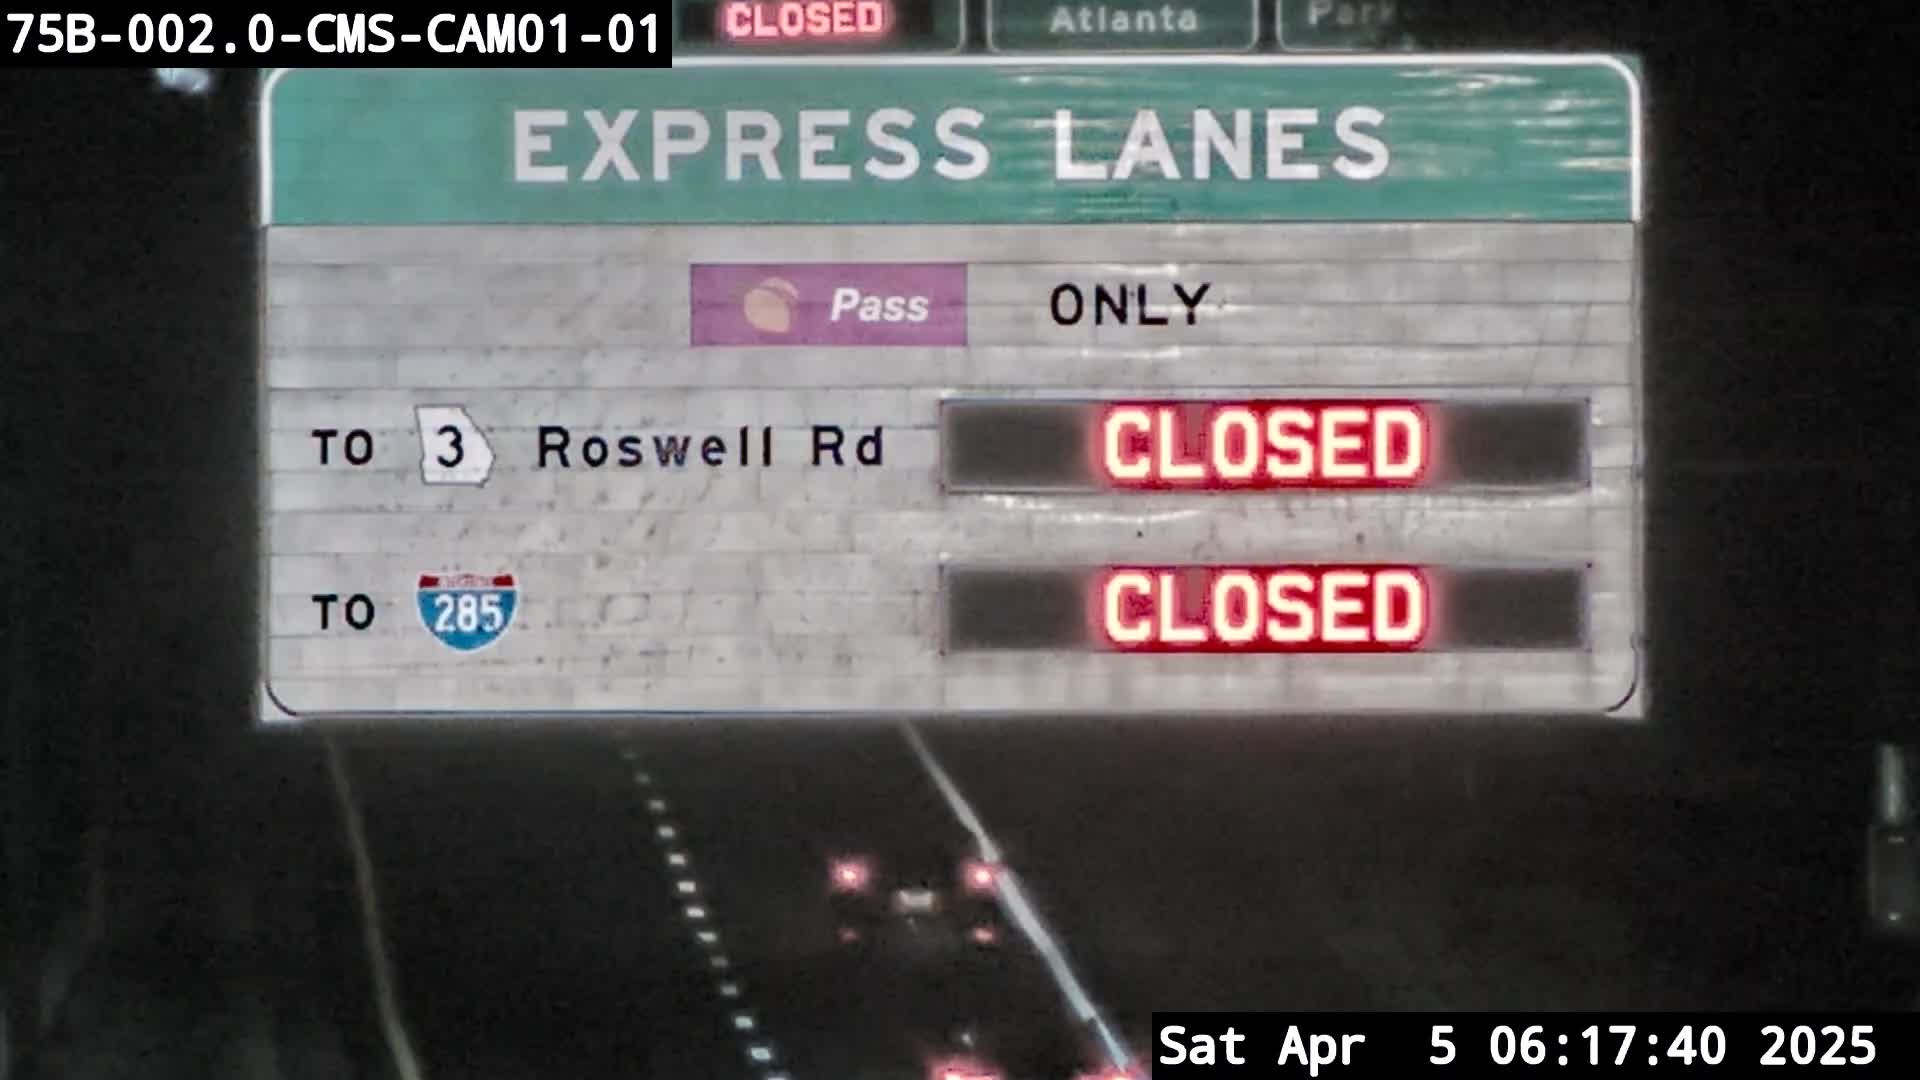 75B-002.0-CMS-CAM01-01
CLOSED
Atlanta
Park
EXPRESS LANES
Pass ONLY
TO 3 Roswell Rd CLOSED
TO 285 CLOSED
Sat Apr 5 06:17:40 2025